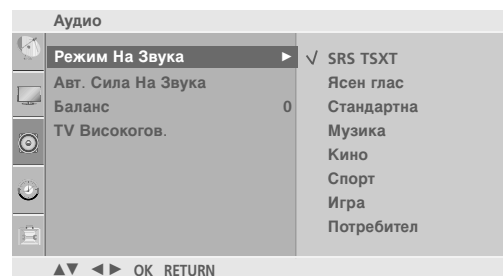 Аудио
Режим На Звука ► √ SRS TSXT
Авт. Сила На Звука Ясен глас
Баланс 0 Стандартна
TV Високогов. Музика
Кино
Спорт
Игра
Потребител
▲▼ ◄► OK RETURN